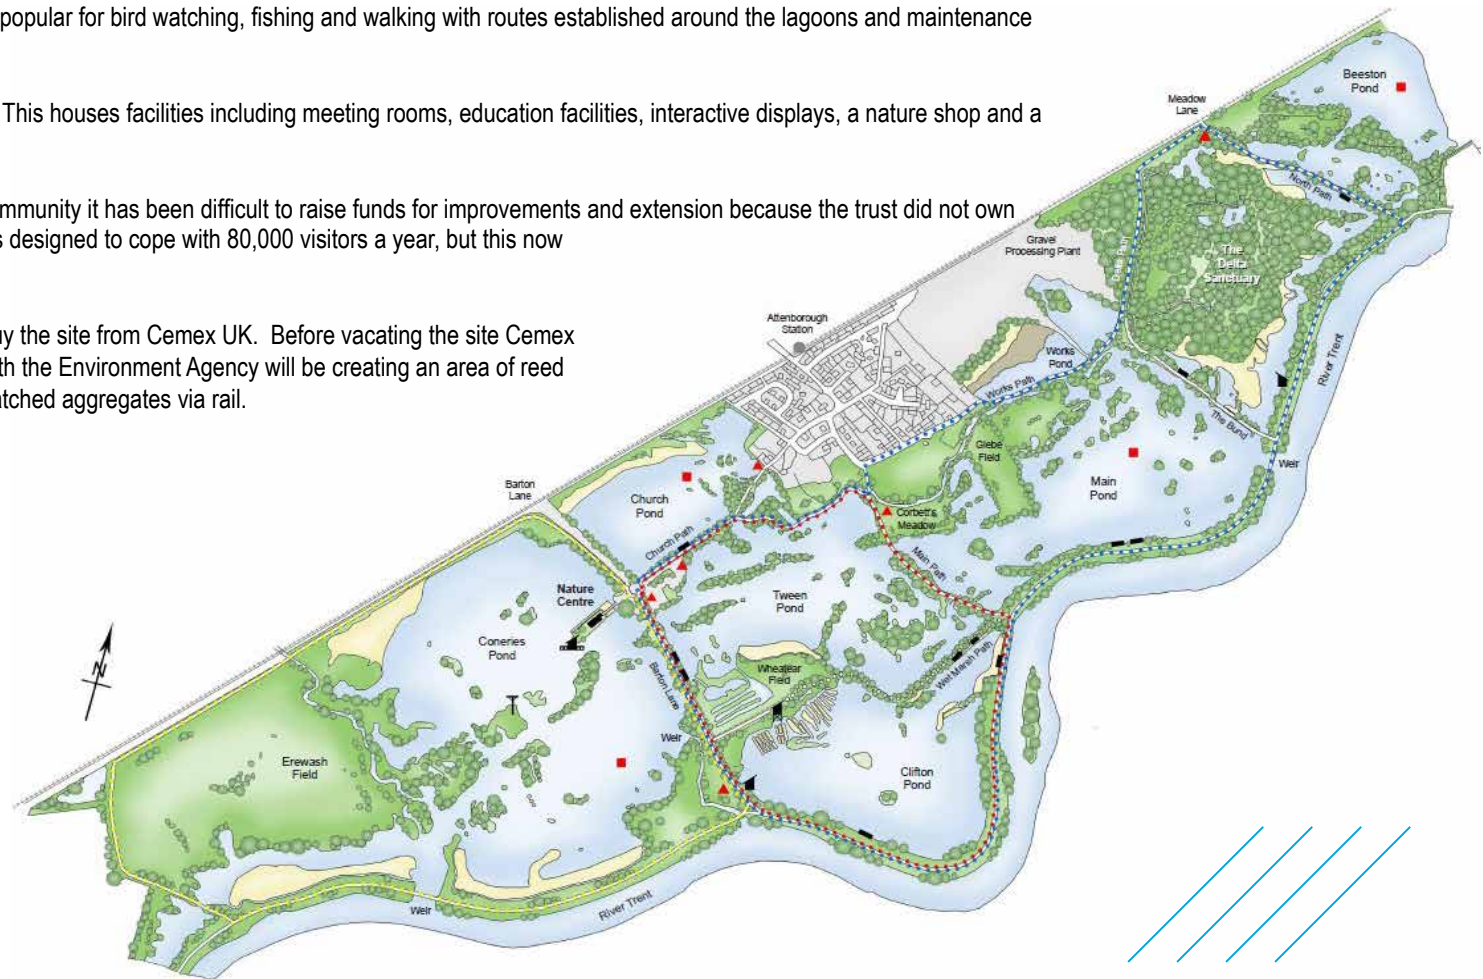 popular for bird watching, fishing and walking with routes established around the lagoons and maintenance
This houses facilities including meeting rooms, education facilities, interactive displays, a nature shop and a
mmunity it has been difficult to raise funds for improvements and extension because the trust did not own
s designed to cope with 80,000 visitors a year, but this now
uy the site from Cemex UK.  Before vacating the site Cemex
th the Environment Agency will be creating an area of reed
atched aggregates via rail.
Beeston
Pond
Meadow
Lane
North Path
Gravel
Processing Plant
Delta Path
The
Delta
Sanctuary
Attenborough
Station
Works
Pond
Works Path
River Trent
The Bund
Glebe
Field
Weir
Main
Pond
Barton
Lane
Church
Pond
Corbett's
Meadow
Church Path
Main Path
Nature
Centre
Tween
Pond
Coneries
Pond
N
Barton Lane
Wheatear
Field
Wet Marsh Path
Weir
Erewash
Field
Clifton
Pond
Weir
River Trent